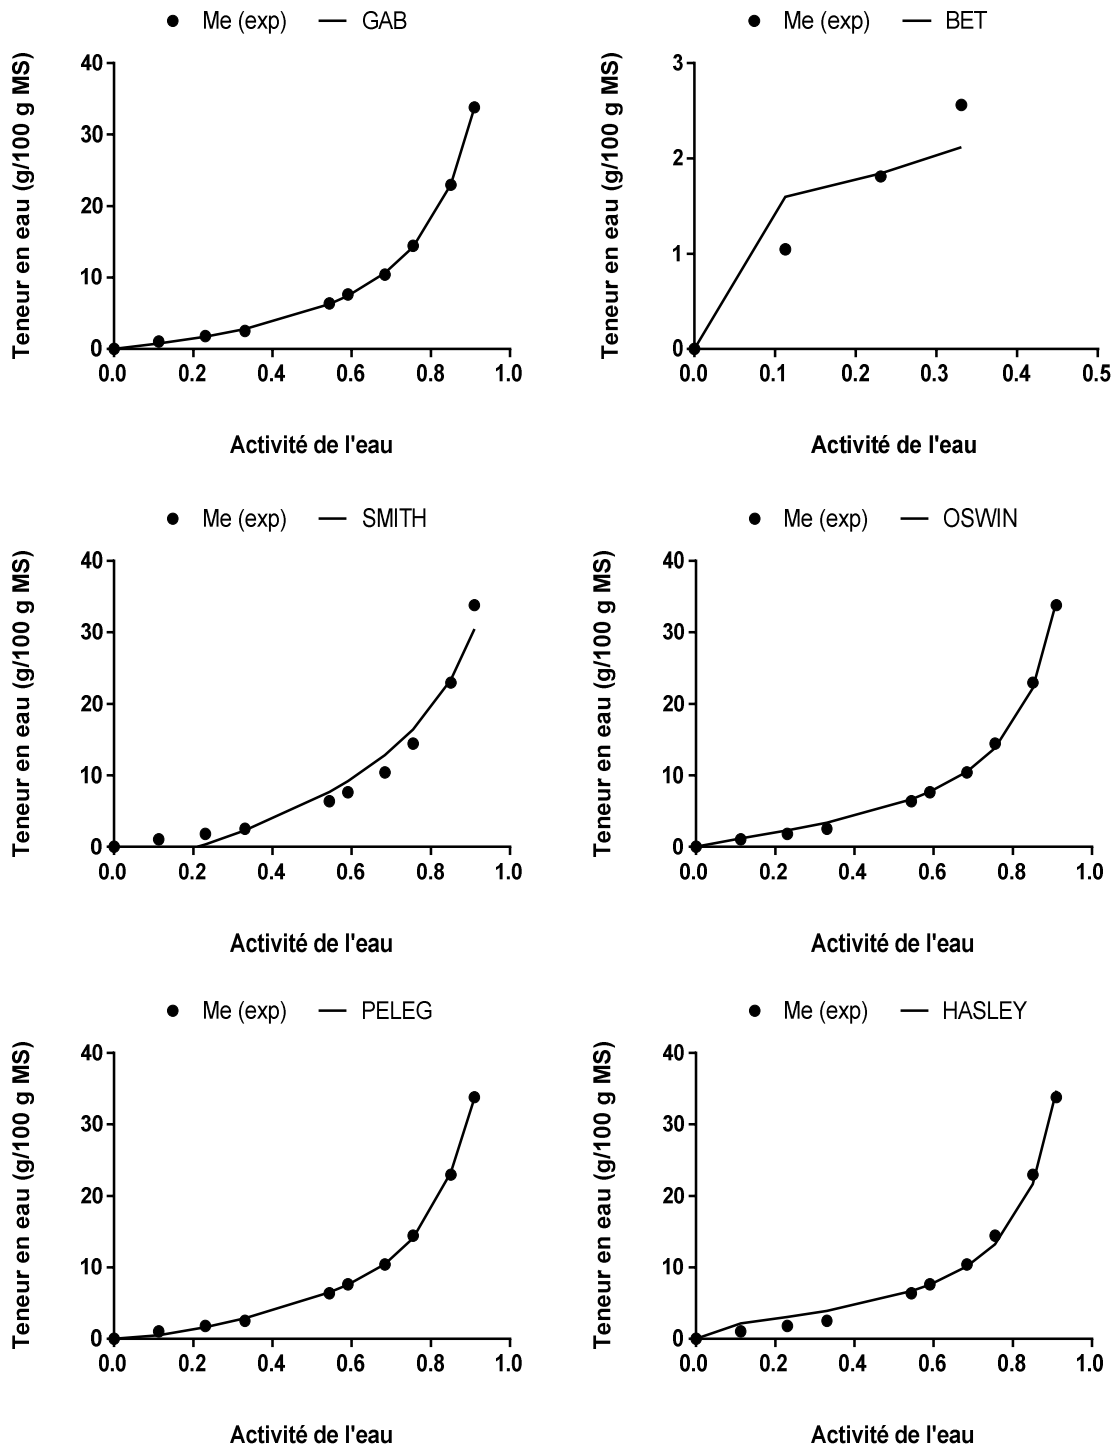 Me (exp) GAB
Teneur en eau (g/100 g MS)
40
30
20
10
0
0.0 0.2 0.4 0.6 0.8 1.0
Activité de l'eau
Me (exp) BET
Teneur en eau (g/100 g MS)
3
2
1
0
0.0 0.1 0.2 0.3 0.4 0.5
Activité de l'eau
Me (exp) SMITH
Teneur en eau (g/100 g MS)
40
30
20
10
0
0.0 0.2 0.4 0.6 0.8 1.0
Activité de l'eau
Me (exp) OSWIN
Teneur en eau (g/100 g MS)
40
30
20
10
0
0.0 0.2 0.4 0.6 0.8 1.0
Activité de l'eau
Me (exp) PELEG
Teneur en eau (g/100 g MS)
40
30
20
10
0
0.0 0.2 0.4 0.6 0.8 1.0
Activité de l'eau
Me (exp) HASLEY
Teneur en eau (g/100 g MS)
40
30
20
10
0
0.0 0.2 0.4 0.6 0.8 1.0
Activité de l'eau